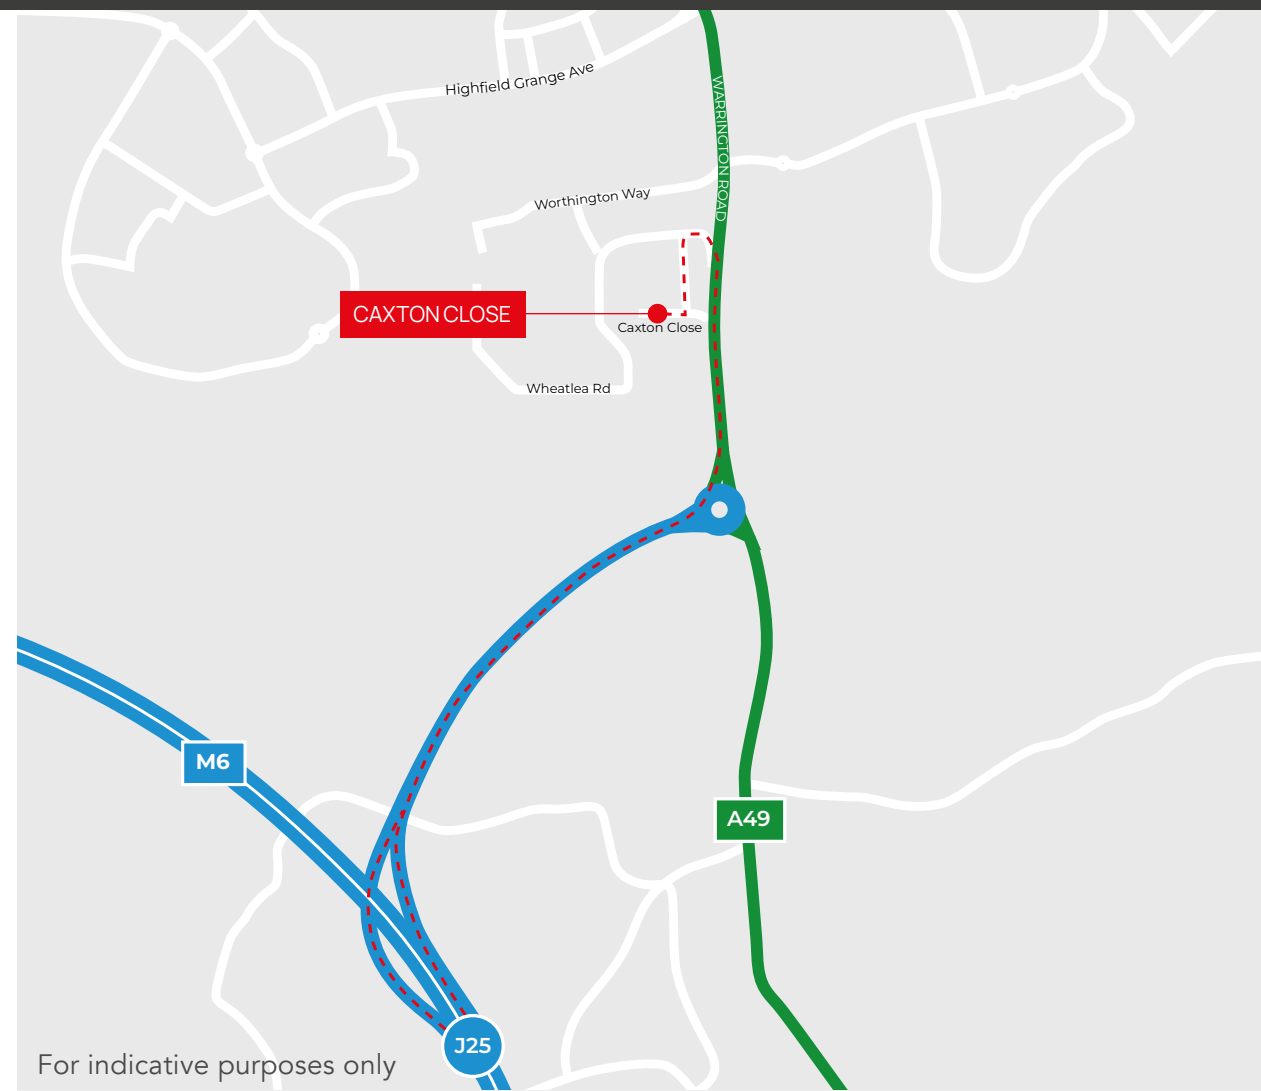 Highfield Grange Ave
WARRINGTON ROAD
Worthington Way
CAXTON CLOSE
Caxton Close
Wheatlea Rd
M6
A49
J25
For indicative purposes only